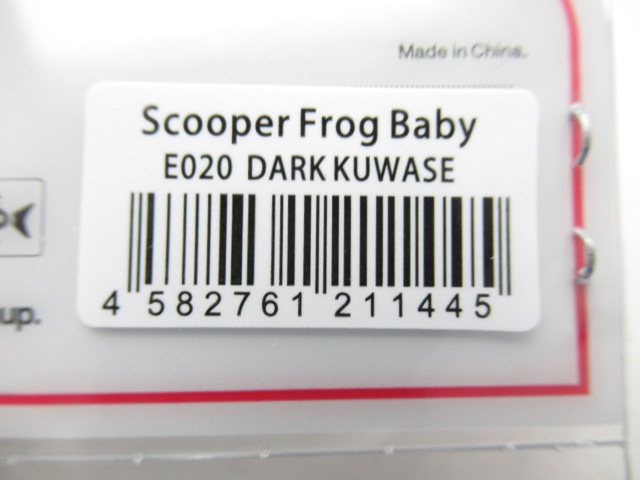 Made in China.
Scooper Frog Baby
E020 DARK KUWASE
4 582761 211445
up.